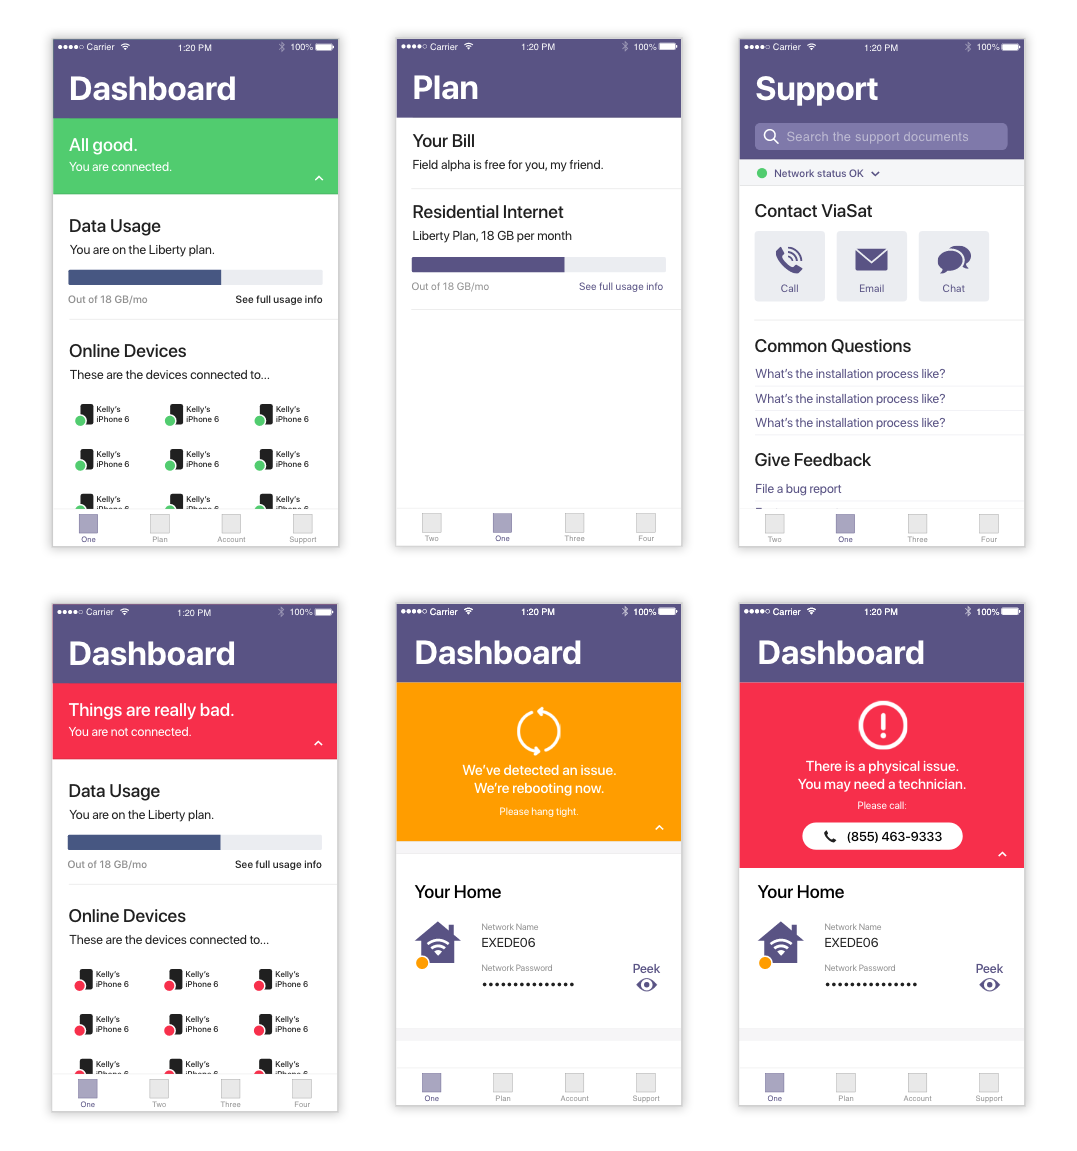 Carrier 1:20 PM 100%
Dashboard
All good.
You are connected.
Data Usage
You are on the Liberty plan.
Out of 18 GB/mo See full usage info
Online Devices
These are the devices connected to...
Kelly's Kelly's Kelly's
iPhone 6 iPhone 6 iPhone 6
Kelly's Kelly's Kelly's
iPhone 6 iPhone 6 iPhone 6
Kelly's Kelly's Kelly's
One Plan Account Support
Carrier 1:20 PM 100%
Plan
Your Bill
Field alpha is free for you, my friend.
Residential Internet
Liberty Plan, 18 GB per month
Out of 18 GB/mo See full usage info
Two One Three Four
Carrier 1:20 PM 100%
Support
Search the support documents
Network status OK
Contact ViaSat
Call Email Chat
Common Questions
What's the installation process like?
What's the installation process like?
What's the installation process like?
Give Feedback
File a bug report
Two One Three Four
Carrier 1:20 PM 100%
Dashboard
Things are really bad.
You are not connected.
Data Usage
You are on the Liberty plan.
Out of 18 GB/mo See full usage info
Online Devices
These are the devices connected to...
Kelly's Kelly's Kelly's
iPhone 6 iPhone 6 iPhone 6
Kelly's Kelly's Kelly's
iPhone 6 iPhone 6 iPhone 6
Kelly's Kelly's Kelly's
One Two Three Four
Carrier 1:20 PM 100%
Dashboard
We've detected an issue.
We're rebooting now.
Please hang tight.
Your Home
Network Name
EXEDE06
Network Password
Peek
•••••••••••••••
One Plan Account Support
Carrier 1:20 PM 100%
Dashboard
There is a physical issue.
You may need a technician.
Please call:
(855) 463-9333
Your Home
Network Name
EXEDE06
Network Password
Peek
•••••••••••••••
One Plan Account Support